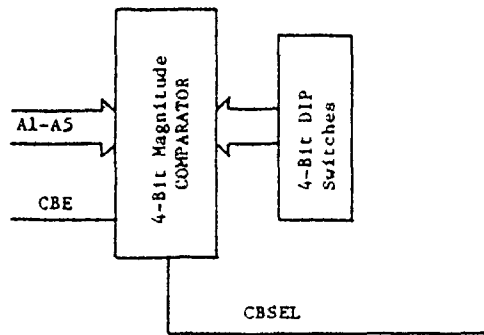 A1-A5
CBE
4-Bit Magnitude
COMPARATOR
4-Bit DIP
Switches
CBSEL